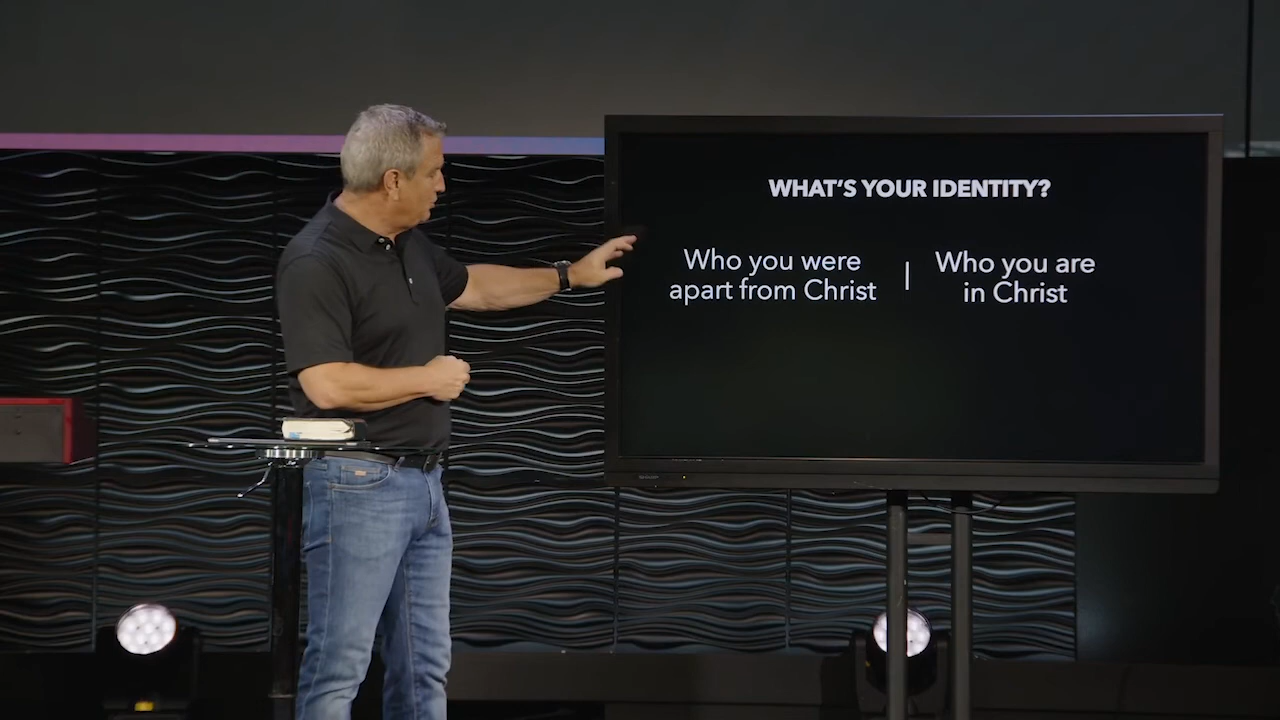 WHAT'S YOUR IDENTITY?
Who you were
apart from Christ
|
Who you are
in Christ